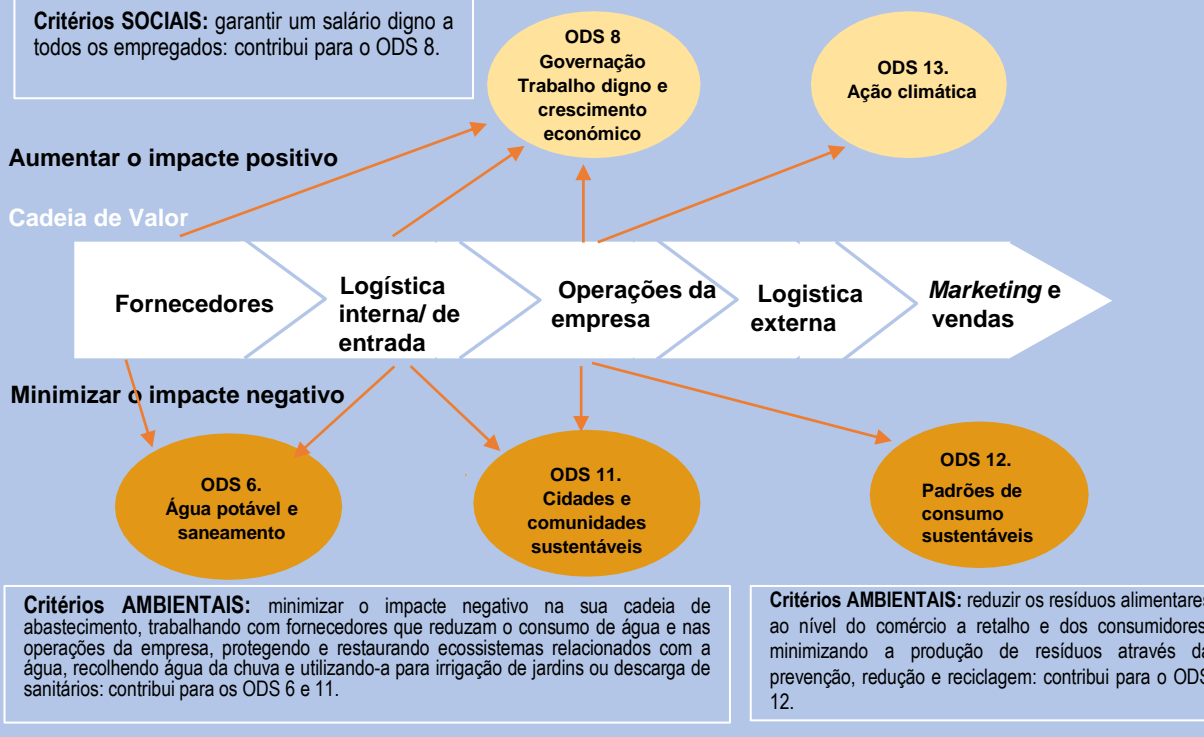 Critérios SOCIAIS: garantir um salário digno a
todos os empregados: contribui para o ODS 8.
ODS 8
Governação
Trabalho digno e
crescimento
económico
ODS 13.
Ação climática
Aumentar o impacte positivo
Cadeia de Valor
Fornecedores
Logística
interna/ de
entrada
Operações da
empresa
Logistica
externa
Marketing e
vendas
Minimizar o impacte negativo
ODS 6.
Água potável e
saneamento
ODS 11.
Cidades e
comunidades
sustentáveis
ODS 12.
Padrões de
consumo
sustentáveis
Critérios AMBIENTAIS: minimizar o impacte negativo na sua cadeia de
abastecimento, trabalhando com fornecedores que reduzam o consumo de água e nas
operações da empresa, protegendo e restaurando ecossistemas relacionados com a
água, recolhendo água da chuva e utilizando-a para irrigação de jardins ou descarga de
sanitários: contribui para os ODS 6 e 11.
Critérios AMBIENTAIS: reduzir os resíduos alimentares
ao nível do comércio a retalho e dos consumidores
minimizando a produção de resíduos através da
prevenção, redução e reciclagem: contribui para o ODS
12.